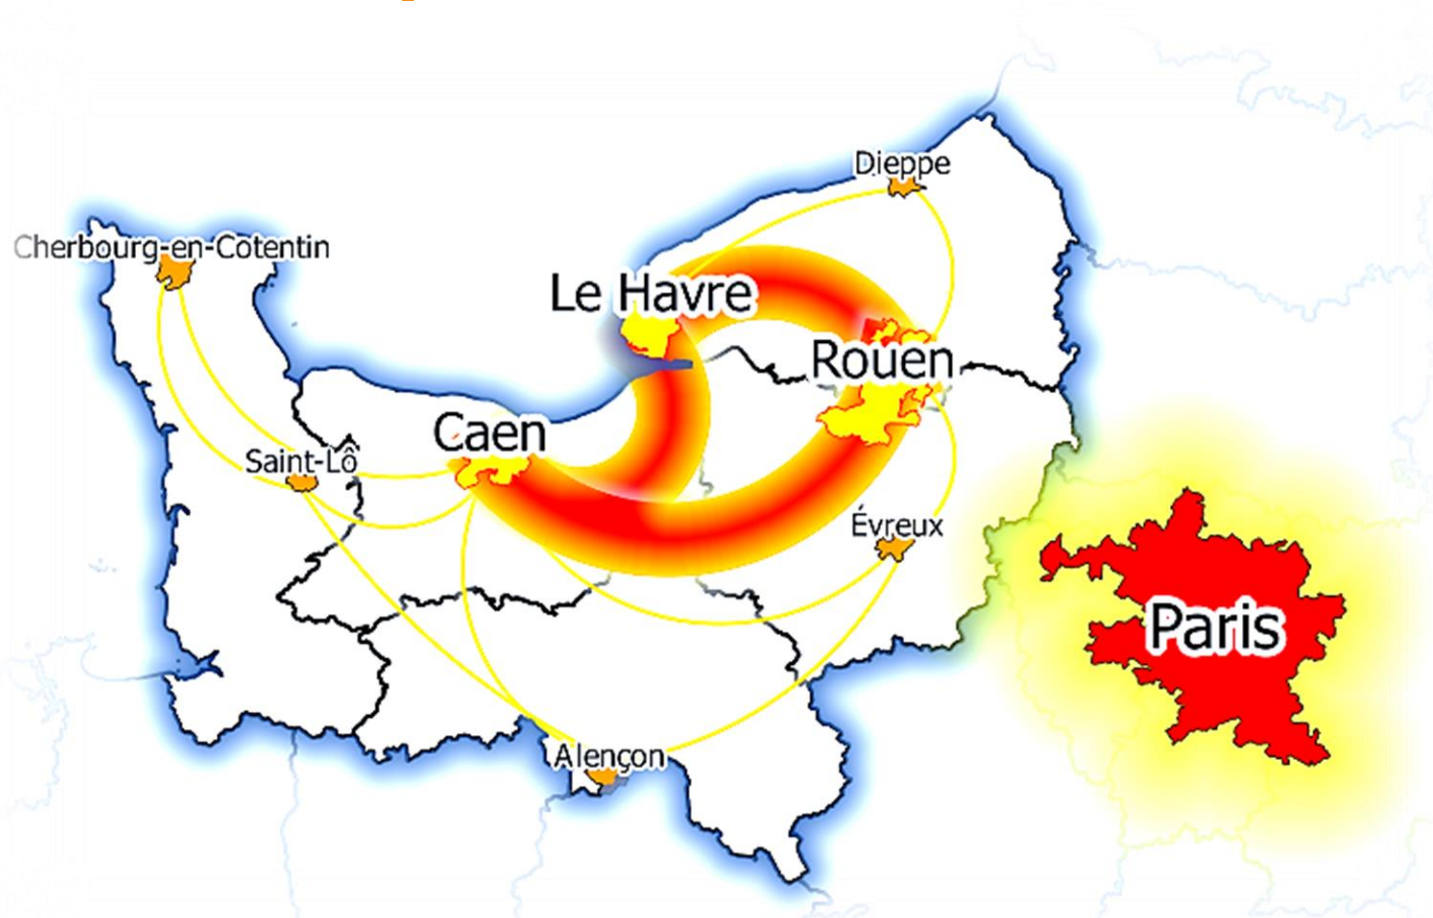 Dieppe
Cherbourg-en-Cotentin
Le Havre
Rouen
Caen
Saint-Lô
Évreux
Paris
Alençon